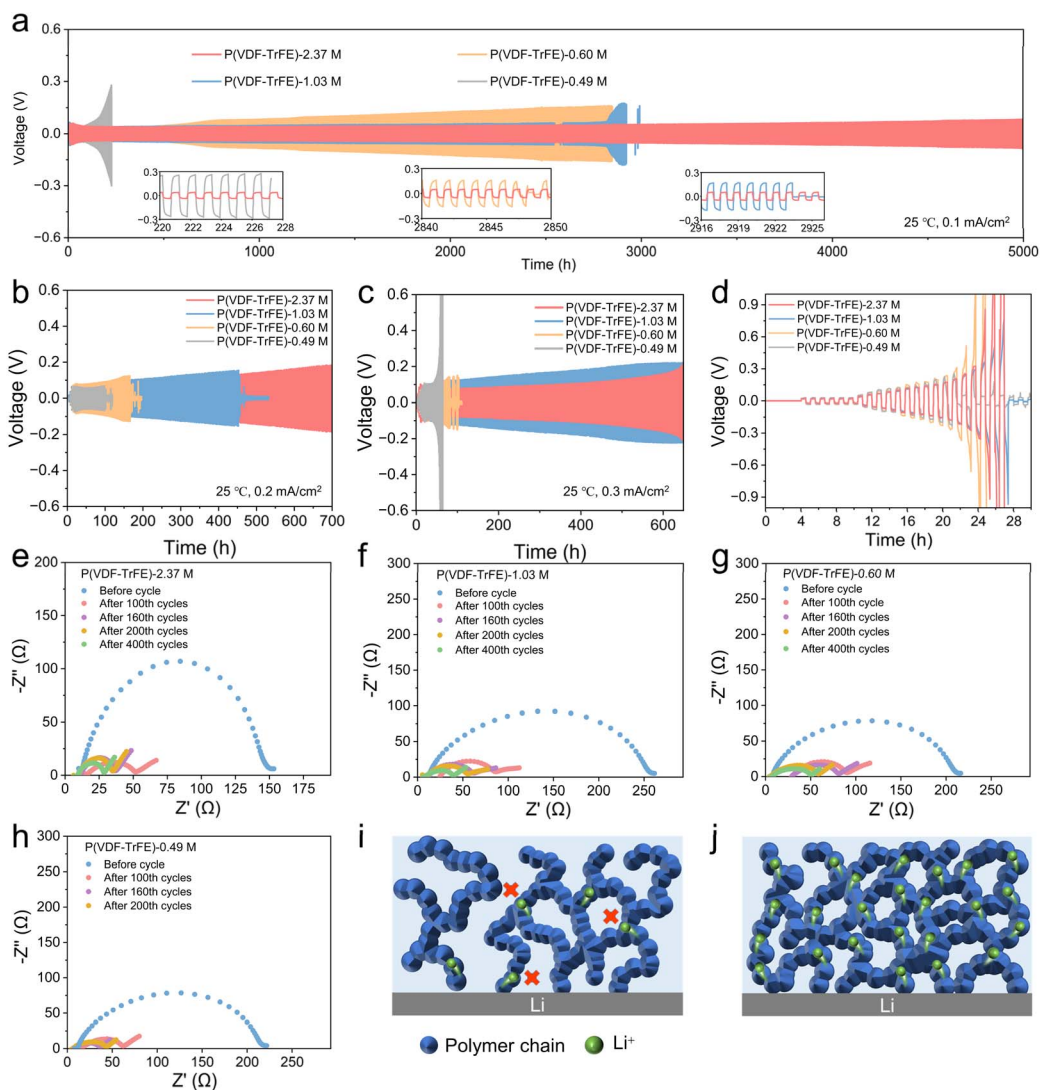 a
0.6
0.3
0.0
−0.3
−0.6
Voltage (V)
P(VDF-TrFE)-2.37 M
P(VDF-TrFE)-0.60 M
P(VDF-TrFE)-1.03 M
P(VDF-TrFE)-0.49 M
0.3
0.0
−0.3
220 222 224 226 228
0.3
0.0
−0.3
2840 2845 2850
0.3
0.0
−0.3
2916 2919 2922 2925
25 ℃, 0.1 mA/cm²
0 1000 2000 3000 4000 5000
Time (h)
b
0.6
0.4
0.2
0.0
−0.2
−0.4
−0.6
Voltage (V)
P(VDF-TrFE)-2.37 M
P(VDF-TrFE)-1.03 M
P(VDF-TrFE)-0.60 M
P(VDF-TrFE)-0.49 M
25 ℃, 0.2 mA/cm²
0 100 200 300 400 500 600 700
Time (h)
c
0.6
0.4
0.2
0.0
−0.2
−0.4
−0.6
Voltage (V)
P(VDF-TrFE)-2.37 M
P(VDF-TrFE)-1.03 M
P(VDF-TrFE)-0.60 M
P(VDF-TrFE)-0.49 M
25 ℃, 0.3 mA/cm²
0 100 200 300 400 500 600
Time (h)
d
0.9
0.6
0.3
0.0
−0.3
−0.6
−0.9
Voltage (V)
P(VDF-TrFE)-2.37 M
P(VDF-TrFE)-1.03 M
P(VDF-TrFE)-0.60 M
P(VDF-TrFE)-0.49 M
0 4 8 12 16 20 24 28
Time (h)
e
200
150
100
50
0
-Z'' (Ω)
P(VDF-TrFE)-2.37 M
Before cycle
After 100th cycles
After 160th cycles
After 200th cycles
After 400th cycles
0 25 50 75 100 125 150 175
Z' (Ω)
f
300
250
200
150
100
50
0
-Z'' (Ω)
P(VDF-TrFE)-1.03 M
Before cycle
After 100th cycles
After 160th cycles
After 200th cycles
After 400th cycles
0 50 100 150 200 250
Z' (Ω)
g
300
250
200
150
100
50
0
-Z'' (Ω)
P(VDF-TrFE)-0.60 M
Before cycle
After 100th cycles
After 160th cycles
After 200th cycles
After 400th cycles
0 50 100 150 200 250
Z' (Ω)
h
300
250
200
150
100
50
0
-Z'' (Ω)
P(VDF-TrFE)-0.49 M
Before cycle
After 100th cycles
After 160th cycles
After 200th cycles
0 50 100 150 200 250
Z' (Ω)
i
Li
j
Li
Polymer chain
Li⁺